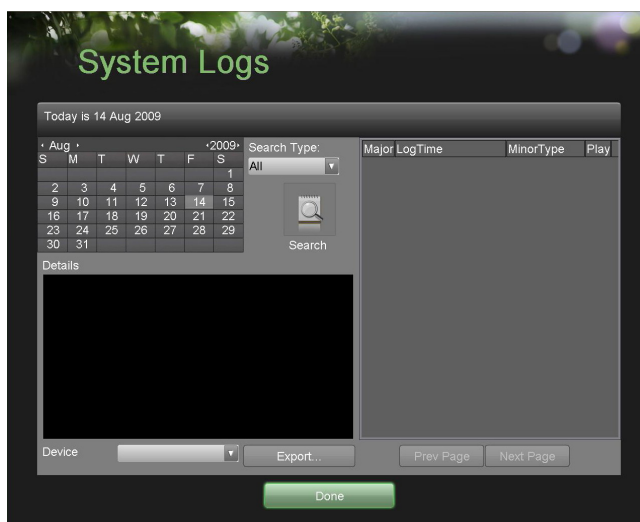 System Logs
Today is 14 Aug 2009
‹ Aug › ‹2009›
S M T W T F S
1
2 3 4 5 6 7 8
9 10 11 12 13 14 15
16 17 18 19 20 21 22
23 24 25 26 27 28 29
30 31
Search Type:
All
Search
Major LogTime MinorType Play
Details
Device
Export...
Prev Page Next Page
Done